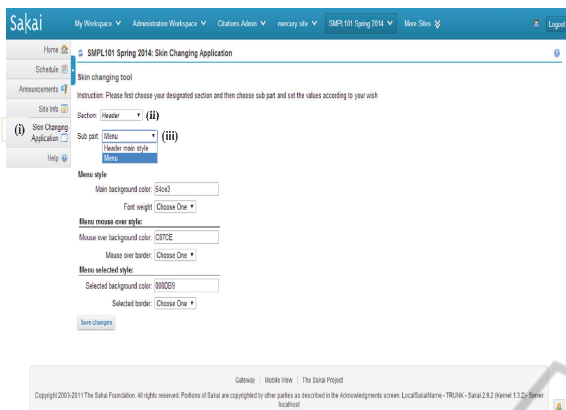 Sakai
My Workspace Administration Workspace Citations Admin mercury site SMPL101 Spring 2014 More Sites Logout
Home
Schedule
Announcements
Site Info
(i) Skin Changing Application
Help
SMPL101 Spring 2014: Skin Changing Application
Skin changing tool
Instruction: Please first choose your designated section and then choose sub part and set the values according to your wish
Section: Header (ii)
Sub part: Menu (iii)
Header main style
Menu
Menu style
Main background color: 54ce3
Font weight Choose One
Menu mouse over style:
Mouse over background color: C87CE
Mouse over border: Choose One
Menu selected style:
Selected background color: 008DB9
Selected border: Choose One
Save changes
Gateway Mobile View The Sakai Project
Copyright 2003-2011 The Sakai Foundation. All rights reserved. Portions of Sakai are copyrighted by other parties as described in the Acknowledgments screen. LocalSakaiName - TRUNK - Sakai 2.9.2 (Kernel 1.3.2)- Server
localhost